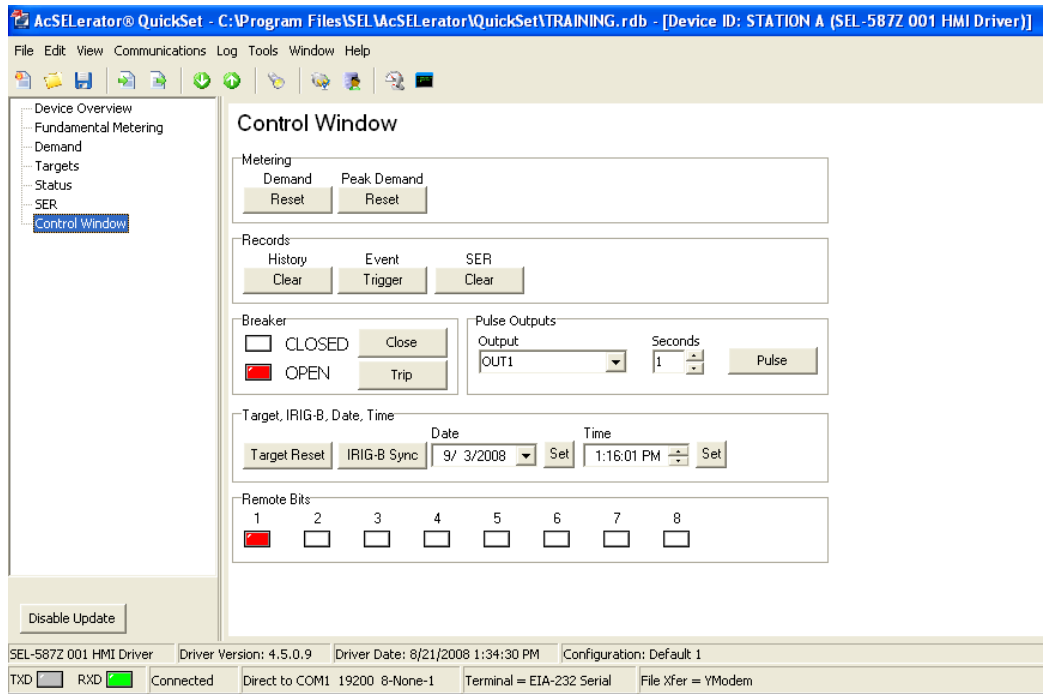 AcSELerator® QuickSet - C:\Program Files\SEL\AcSELerator\QuickSet\TRAINING.rdb - [Device ID: STATION A (SEL-587Z 001 HMI Driver)]
File Edit View Communications Log Tools Window Help
Device Overview
Fundamental Metering
Demand
Targets
Status
SER
Control Window
Control Window
Metering
Demand Peak Demand
Reset Reset
Records
History Event SER
Clear Trigger Clear
Breaker
CLOSED Close
OPEN Trip
Pulse Outputs
Output Seconds
OUT1 1 Pulse
Target, IRIG-B, Date, Time
Date Time
Target Reset IRIG-B Sync 9/ 3/2008 Set 1:16:01 PM Set
Remote Bits
1 2 3 4 5 6 7 8
Disable Update
SEL-587Z 001 HMI Driver Driver Version: 4.5.0.9 Driver Date: 8/21/2008 1:34:30 PM Configuration: Default 1
TXD RXD Connected Direct to COM1 19200 8-None-1 Terminal = EIA-232 Serial File Xfer = YModem